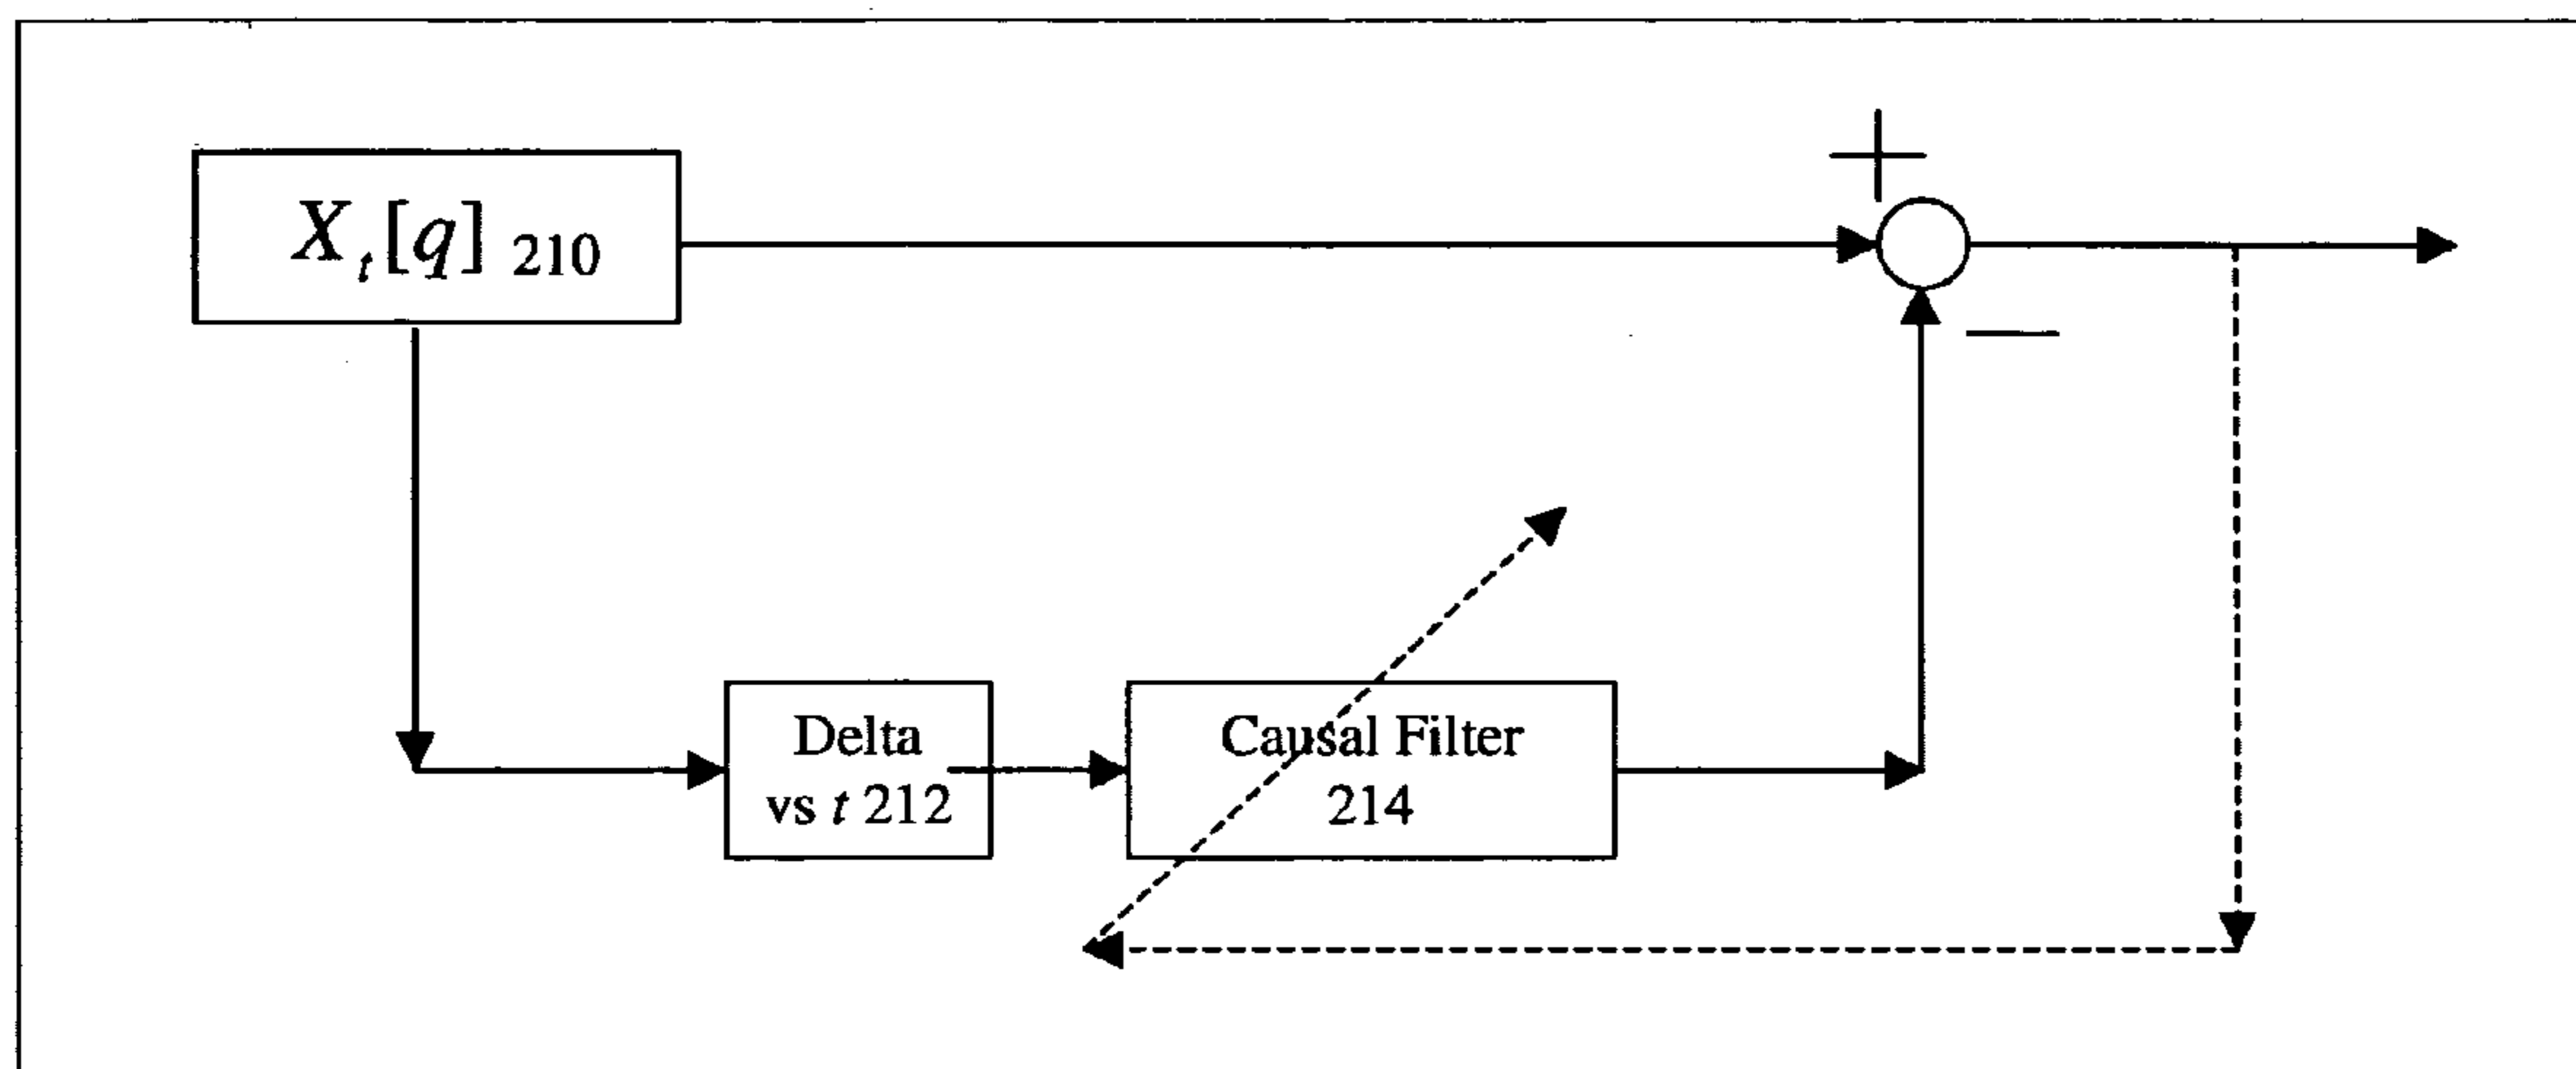 X_t[q] 210
+
—
Delta
vs t 212
Causal Filter
214